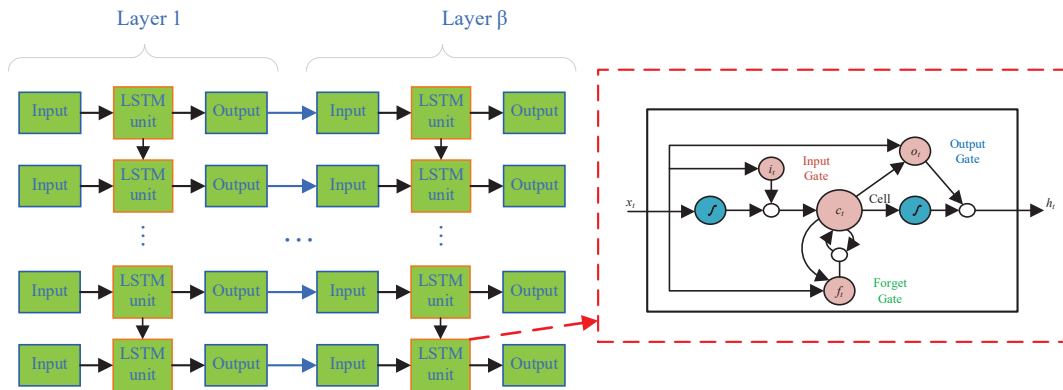 Layer 1
Layer β
Input LSTM unit Output Input LSTM unit Output
Input LSTM unit Output Input LSTM unit Output
⋮ ... ⋮
Input LSTM unit Output Input LSTM unit Output
Input LSTM unit Output Input LSTM unit Output
Input
Gate
Output
Gate
Forget
Gate
Cell
x_t
i_t
o_t
c_t
f_t
h_t
∫
∫